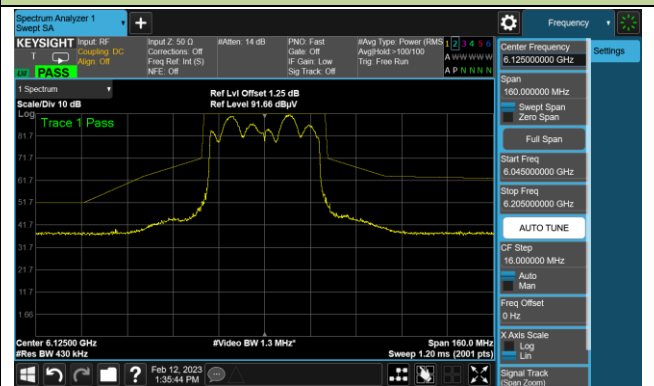 Spectrum Analyzer 1
Swept SA
+
Frequency
KEYSIGHT
Input: RF
Coupling: DC
Align: Off
Input Z: 50 Ω
Corrections: Off
Freq Ref: Int (S)
NFE: Off
#Atten: 14 dB
PNO: Fast
Gate: Off
IF Gain: Low
Sig Track: Off
#Avg Type: Power (RMS
Avg|Hold:>100/100
Trig: Free Run
1 2 3 4 5 6
A W W W W W
A P N N N N
T
LXI
PASS
1 Spectrum
Scale/Div 10 dB
Log
Ref Lvl Offset 1.25 dB
Ref Level 91.66 dBµV
Trace 1 Pass
81.7
71.7
61.7
51.7
41.7
31.7
21.7
11.7
1.66
Center 6.12500 GHz
#Res BW 430 kHz
#Video BW 1.3 MHz*
Span 160.0 MHz
Sweep 1.20 ms (2001 pts)
Center Frequency
6.125000000 GHz
Settings
Span
160.000000 MHz
Swept Span
Zero Span
Full Span
Start Freq
6.045000000 GHz
Stop Freq
6.205000000 GHz
AUTO TUNE
CF Step
16.000000 MHz
Auto
Man
Freq Offset
0 Hz
X Axis Scale
Log
Lin
Signal Track
(Span Zoom)
?
Feb 12, 2023
1:35:44 PM